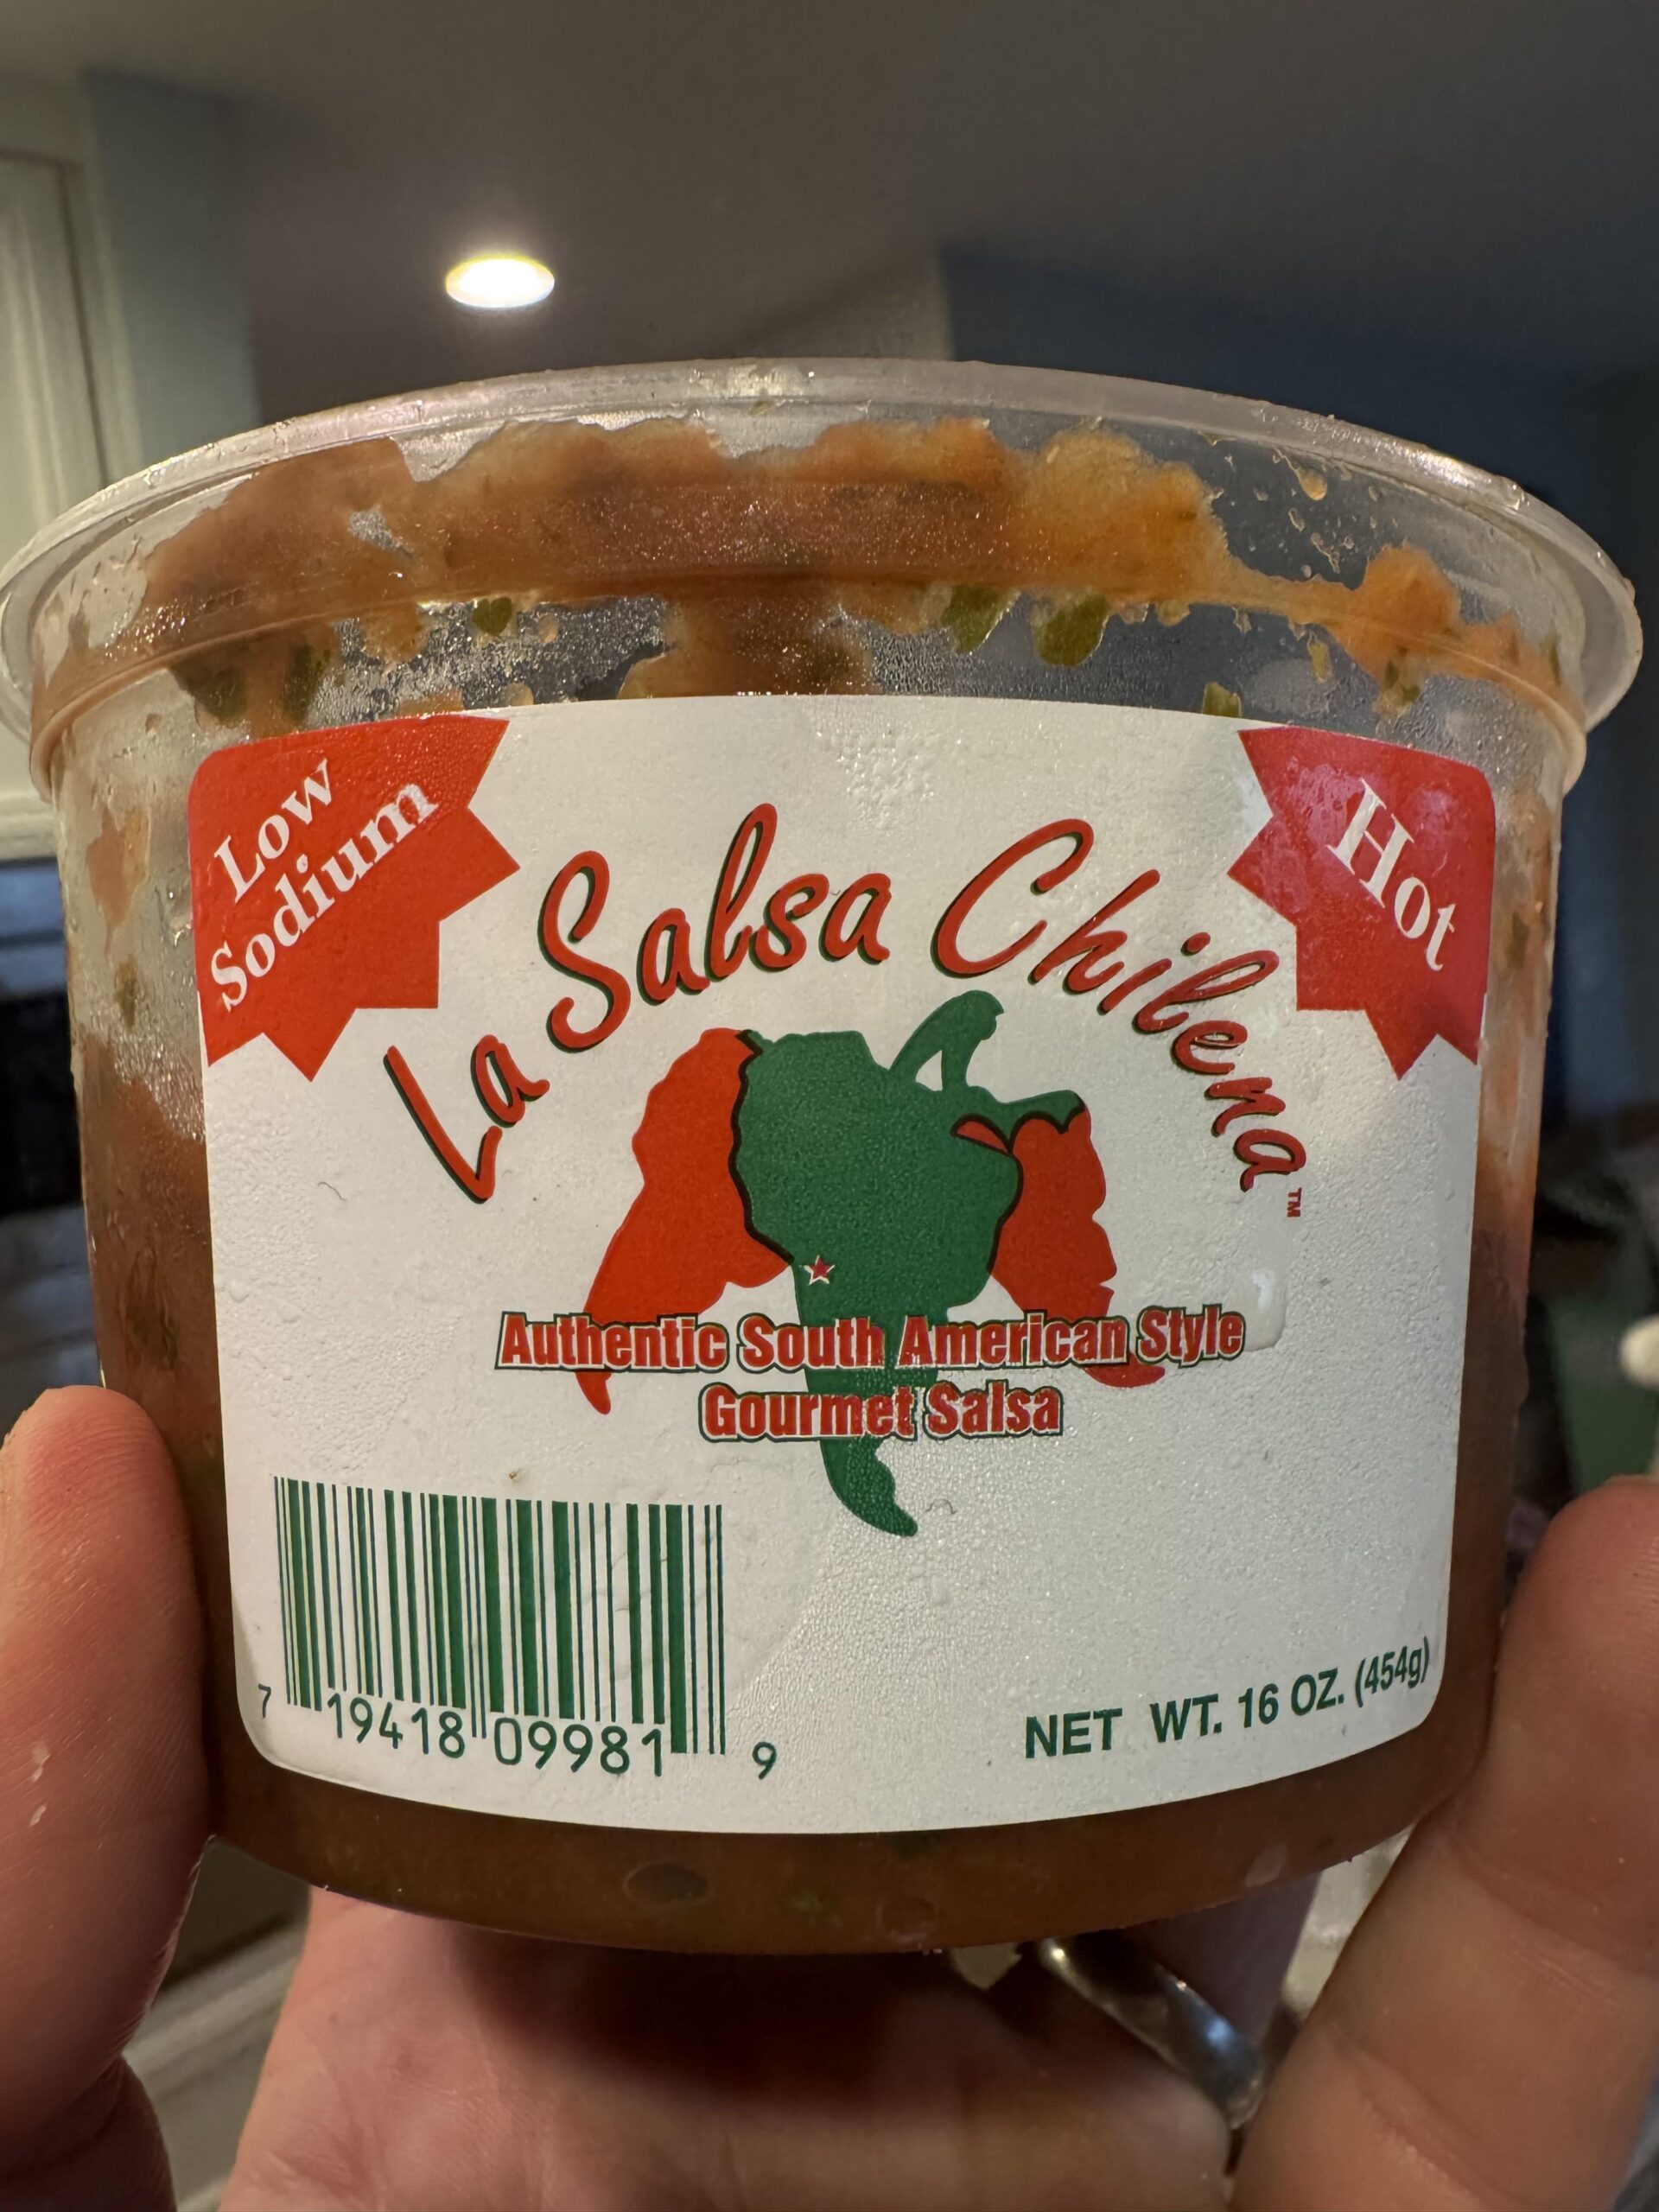 Low
Sodium
Hot
La Salsa Chilena™
Authentic South American Style
Gourmet Salsa
7 19418 09981 9
NET WT. 16 OZ. (454g)